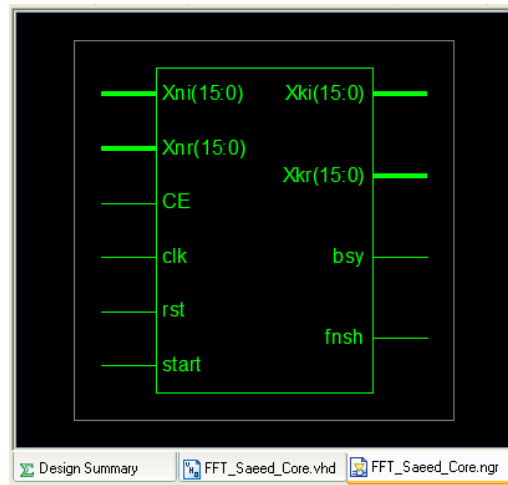 Xni(15:0) Xki(15:0)
Xnr(15:0)
Xkr(15:0)
CE
clk bsy
rst
fnsh
start
Design Summary FFT_Saeed_Core.vhd FFT_Saeed_Core.ngr